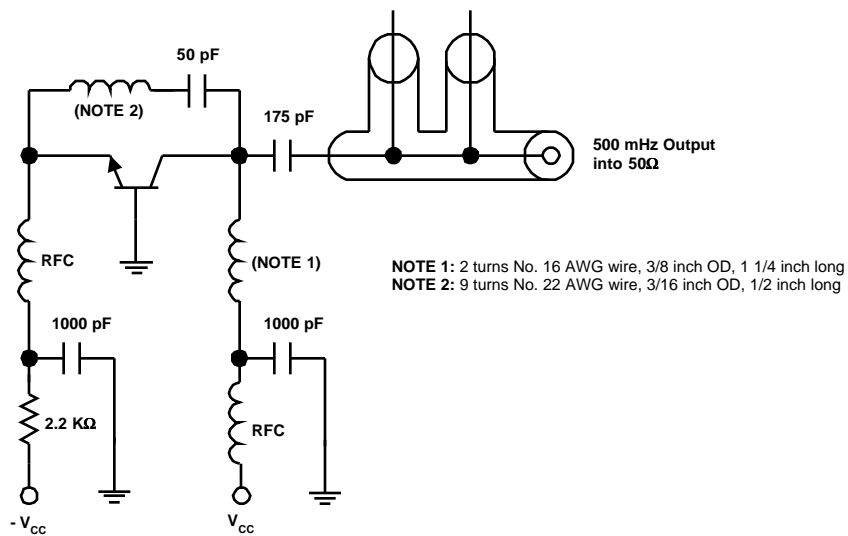 50 pF
(NOTE 2)
175 pF
500 mHz Output
into 50Ω
RFC
(NOTE 1)
NOTE 1: 2 turns No. 16 AWG wire, 3/8 inch OD, 1 1/4 inch long
NOTE 2: 9 turns No. 22 AWG wire, 3/16 inch OD, 1/2 inch long
1000 pF
1000 pF
2.2 KΩ
RFC
- VCC
VCC